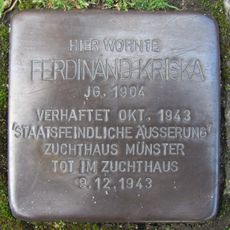 HIER WOHNTE
FERDINAND KRISKA
JG. 1904
VERHAFTET OKT. 1943
"STAATSFEINDLICHE ÄUSSERUNG"
ZUCHTHAUS MÜNSTER
TOT IM ZUCHTHAUS
9.12.1943